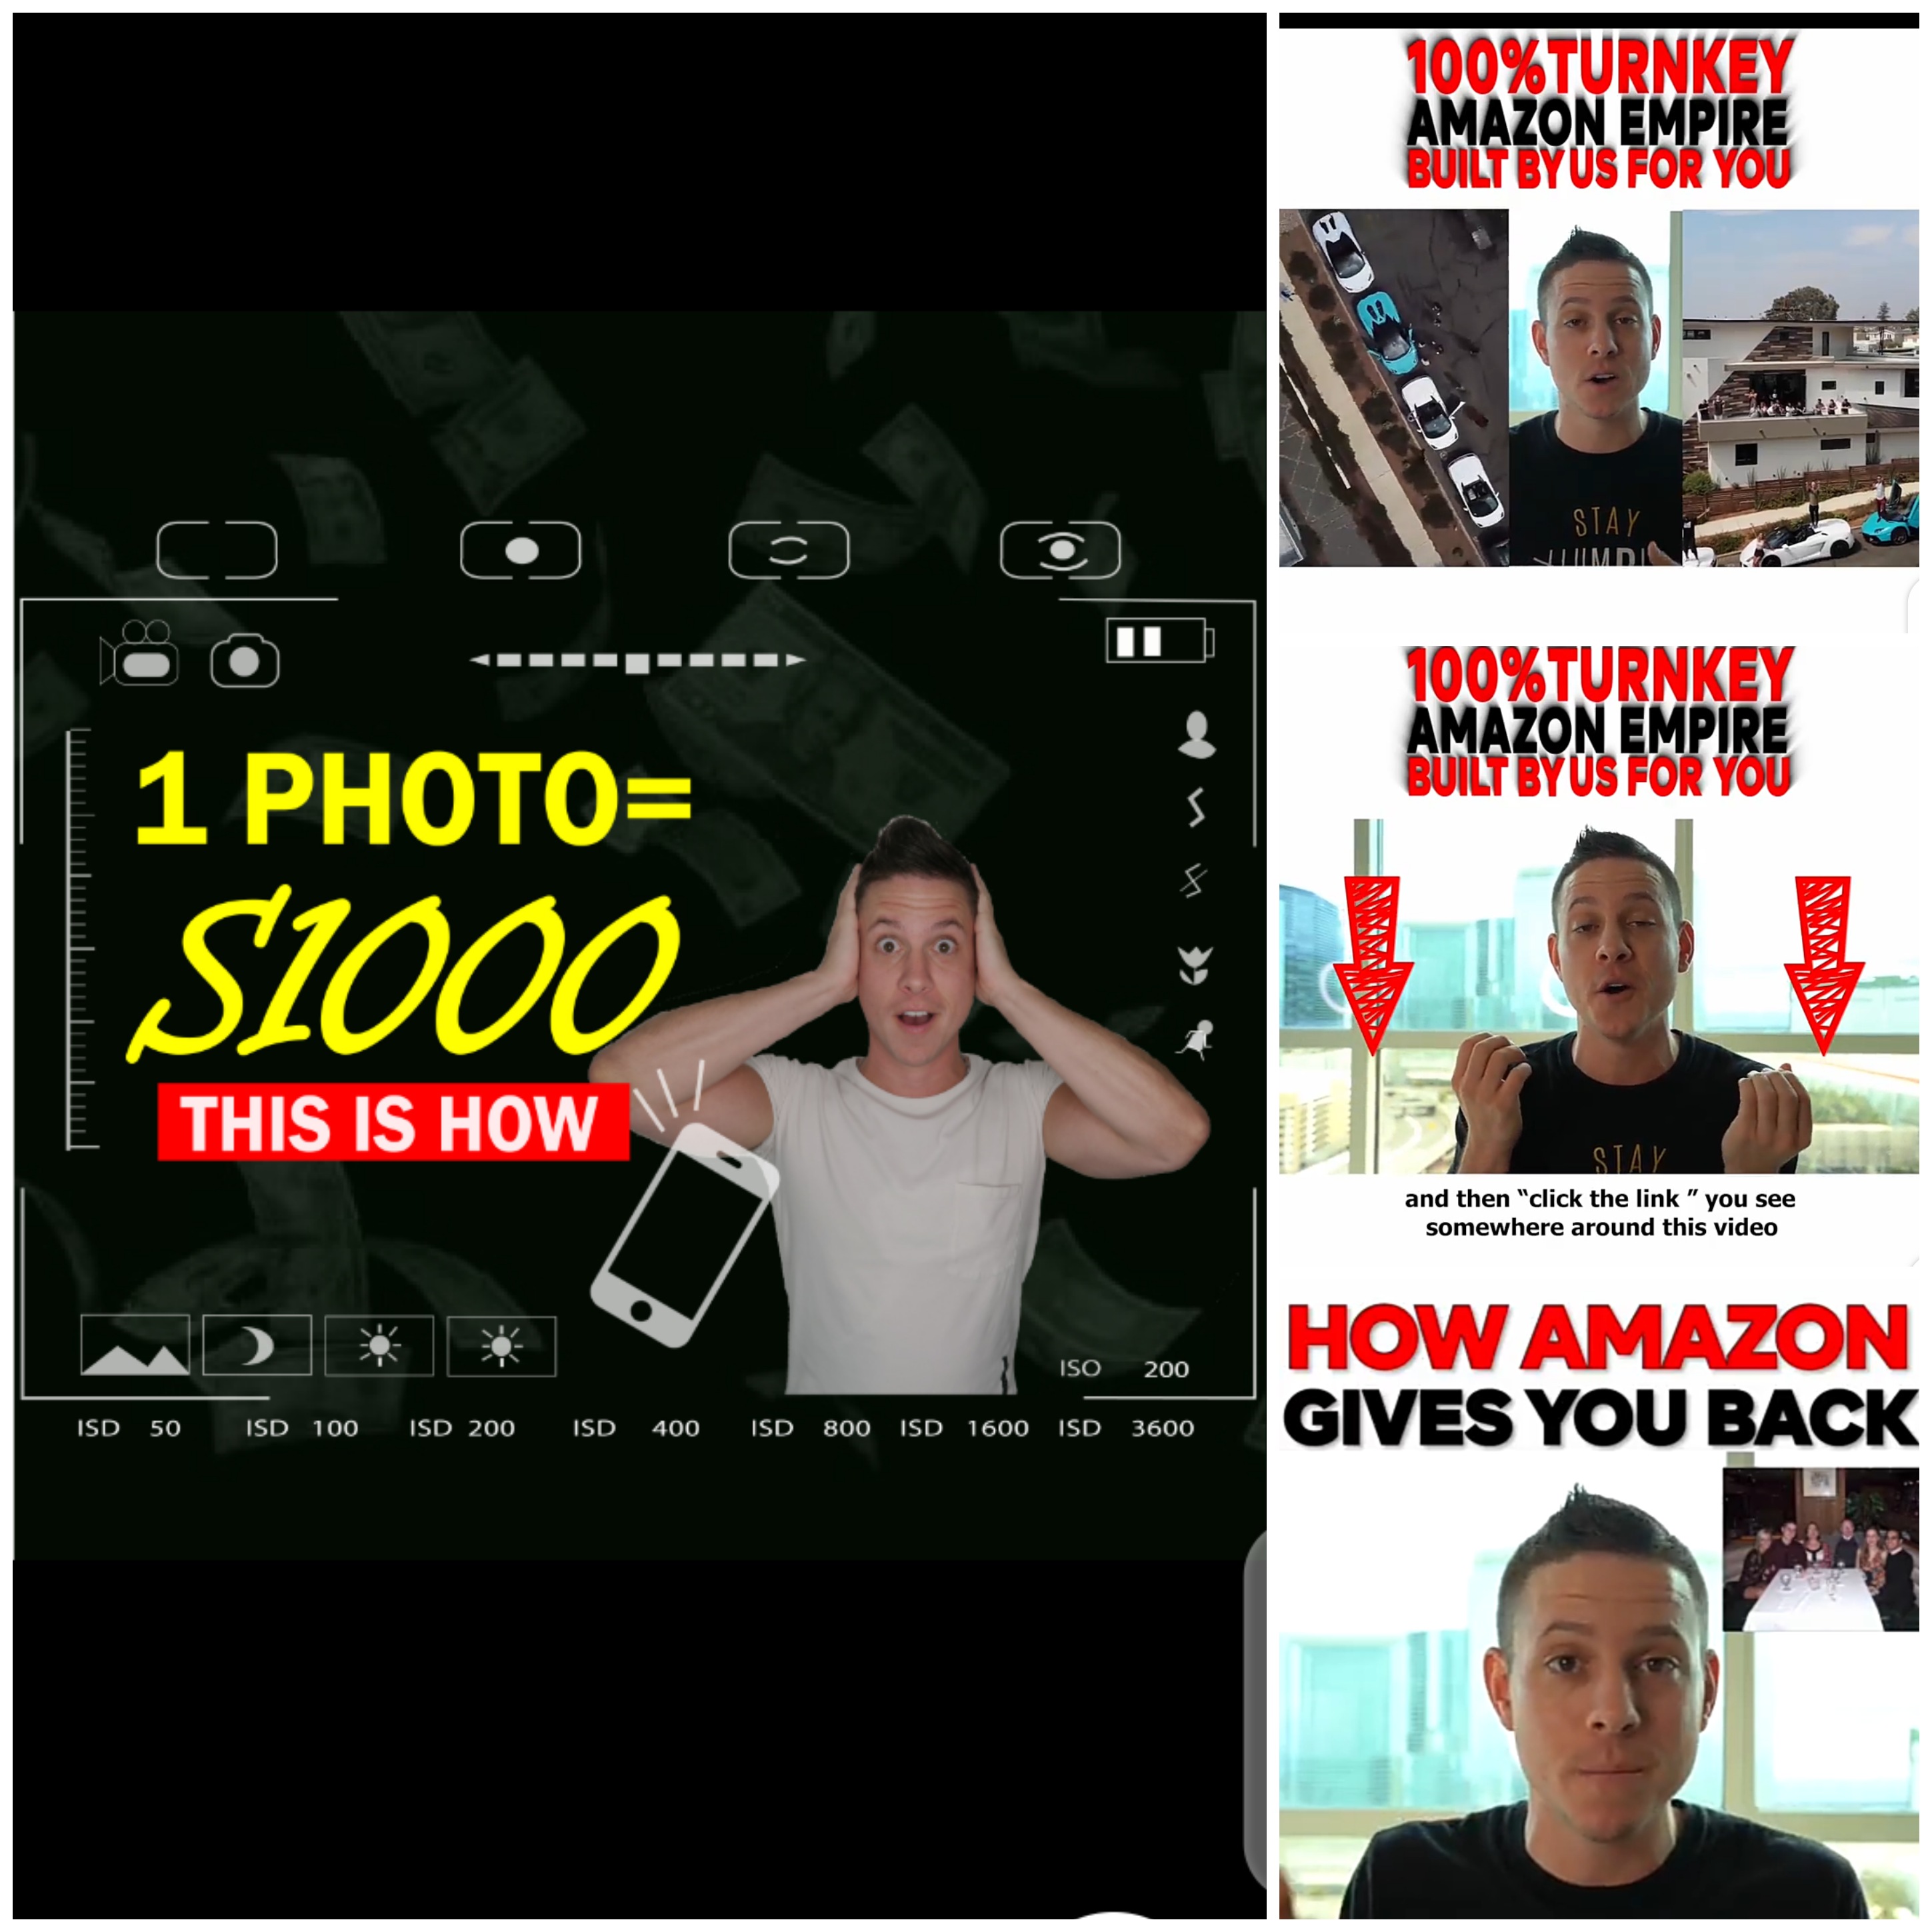 1 PHOTO=
$1000
THIS IS HOW
ISO 200
ISD 50 ISD 100 ISD 200 ISD 400 ISD 800 ISD 1600 ISD 3600
100% TURNKEY
AMAZON EMPIRE
BUILT BY US FOR YOU
STAY
HUMBL
100% TURNKEY
AMAZON EMPIRE
BUILT BY US FOR YOU
STAY
and then “click the link ” you see
somewhere around this video
HOW AMAZON
GIVES YOU BACK